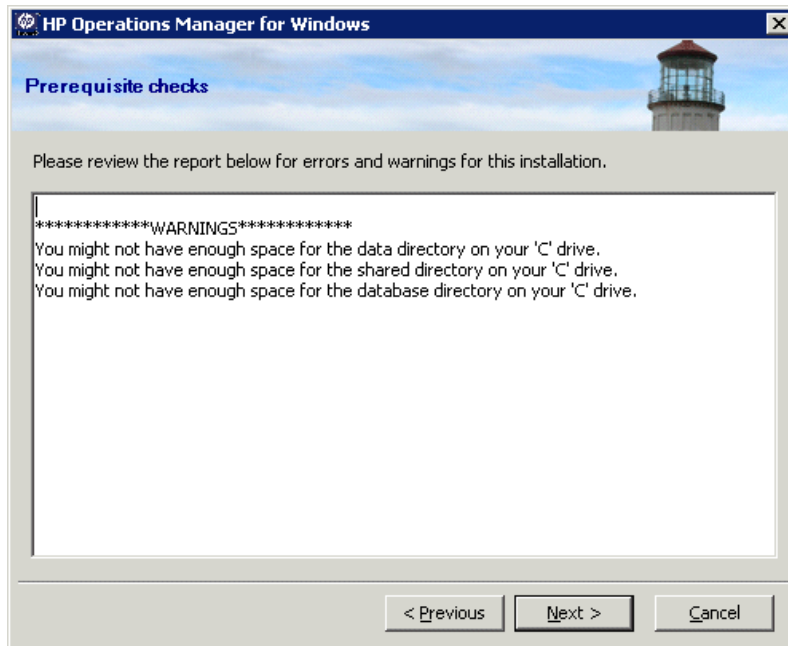 HP Operations Manager for Windows
Prerequisite checks
Please review the report below for errors and warnings for this installation.
************WARNINGS************
You might not have enough space for the data directory on your 'C' drive.
You might not have enough space for the shared directory on your 'C' drive.
You might not have enough space for the database directory on your 'C' drive.
< Previous Next > Cancel